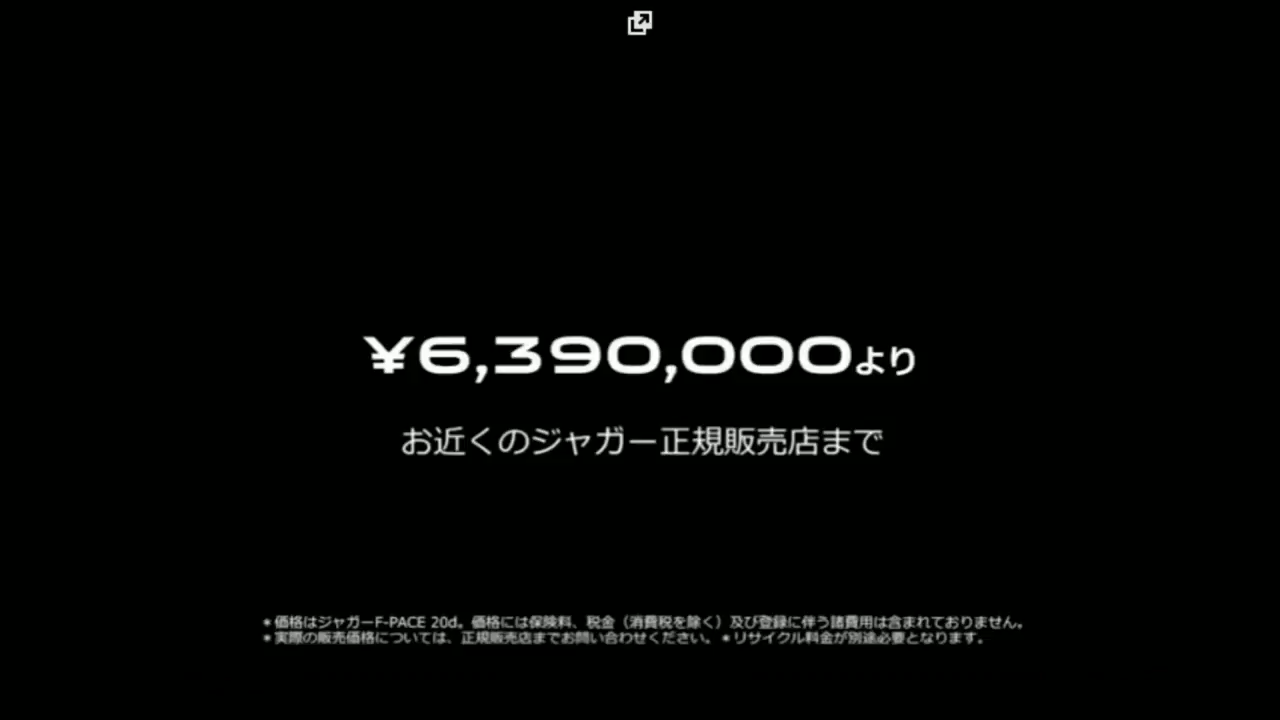 ¥6,390,000より
お近くのジャガー正規販売店まで
＊価格はジャガーF-PACE 20d。価格には保険料、税金（消費税を除く）及び登録に伴う諸費用は含まれておりません。
＊実際の販売価格については、正規販売店までお問い合わせください。＊リサイクル料金が別途必要となります。